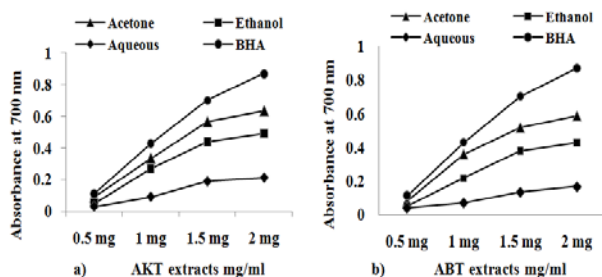 Acetone Ethanol
Aqueous BHA
Absorbance at 700 nm
1
0.8
0.6
0.4
0.2
0
0.5 mg 1 mg 1.5 mg 2 mg
a) AKT extracts mg/ml
Acetone Ethanol
Aqueous BHA
Absorbance at 700 nm
1
0.8
0.6
0.4
0.2
0
0.5 mg 1 mg 1.5 mg 2 mg
b) ABT extracts mg/ml